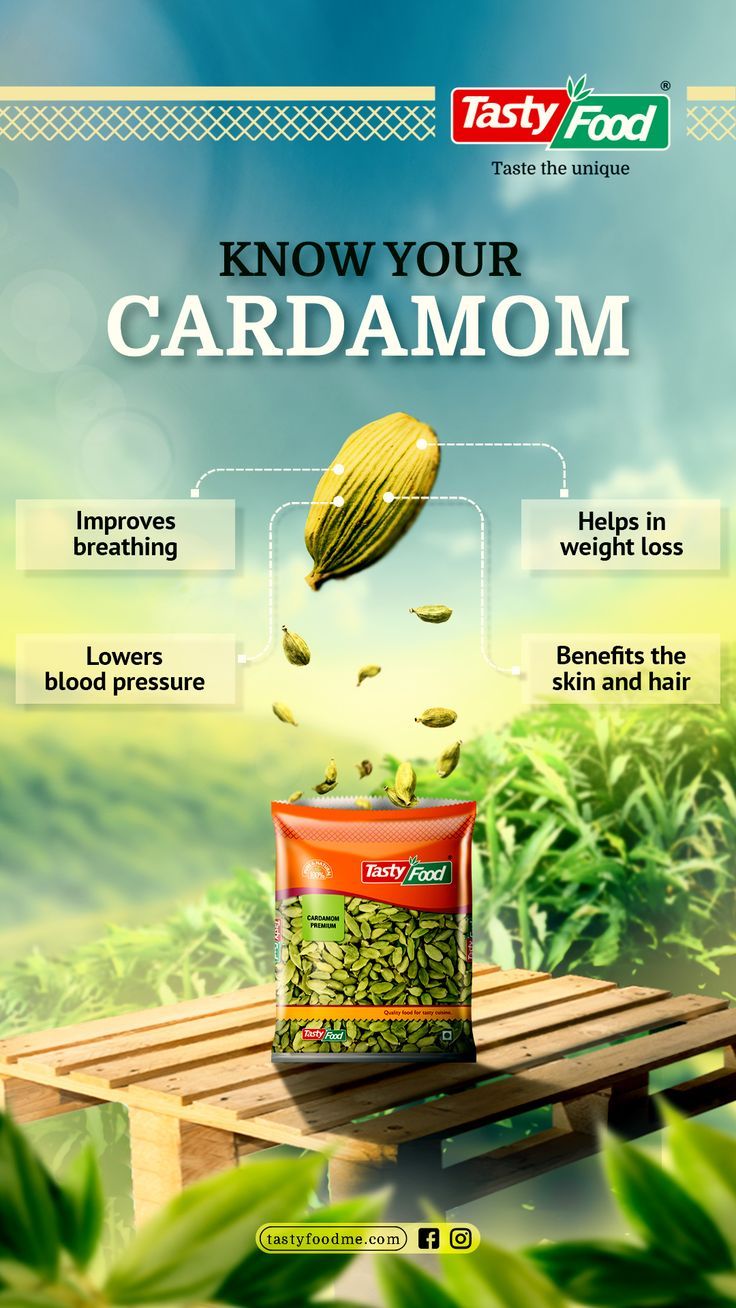 Tasty Food ®
Taste the unique
KNOW YOUR
CARDAMOM
Improves
breathing
Helps in
weight loss
Lowers
blood pressure
Benefits the
skin and hair
Tasty Food
CARDAMOM
PREMIUM
Quality food for tasty cuisine.
Tasty Food
tastyfoodme.com